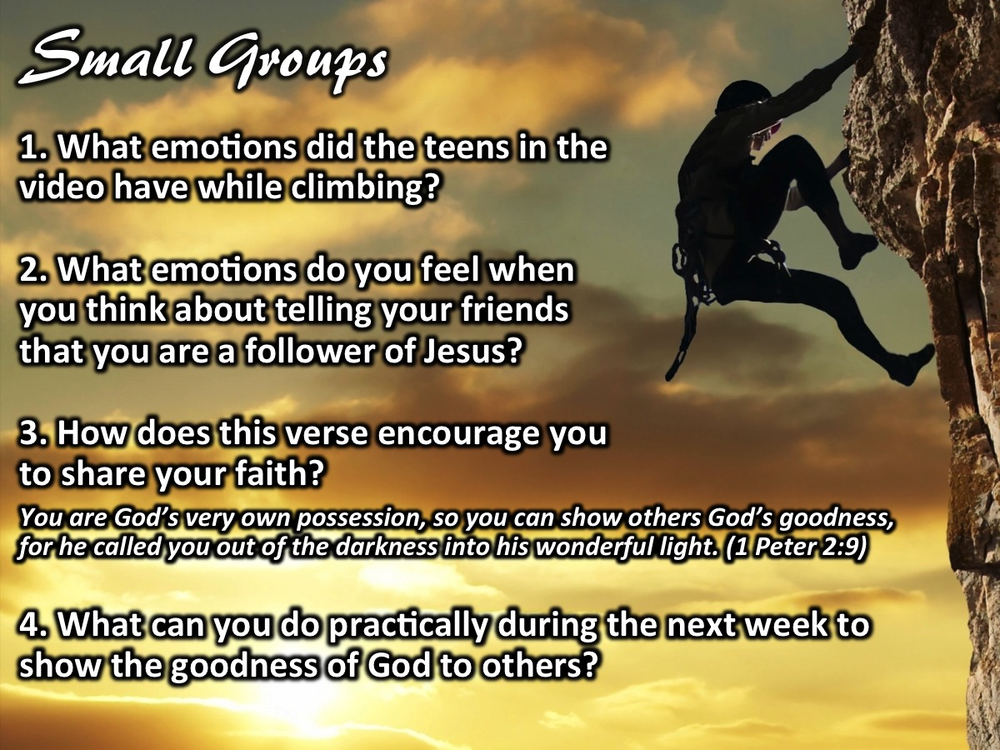 Small Groups
1. What emotions did the teens in the
video have while climbing?
2. What emotions do you feel when
you think about telling your friends
that you are a follower of Jesus?
3. How does this verse encourage you
to share your faith?
You are God’s very own possession, so you can show others God’s goodness,
for he called you out of the darkness into his wonderful light. (1 Peter 2:9)
4. What can you do practically during the next week to
show the goodness of God to others?